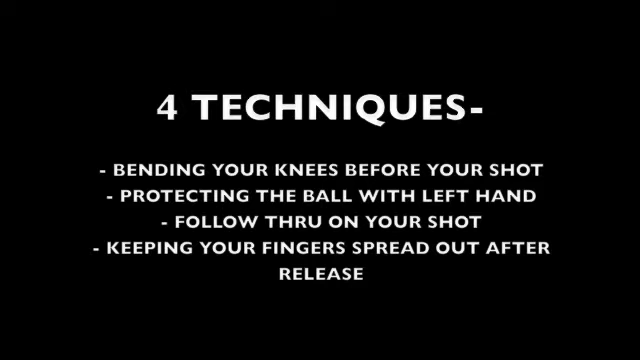 4 TECHNIQUES-
- BENDING YOUR KNEES BEFORE YOUR SHOT
- PROTECTING THE BALL WITH LEFT HAND
- FOLLOW THRU ON YOUR SHOT
- KEEPING YOUR FINGERS SPREAD OUT AFTER
RELEASE